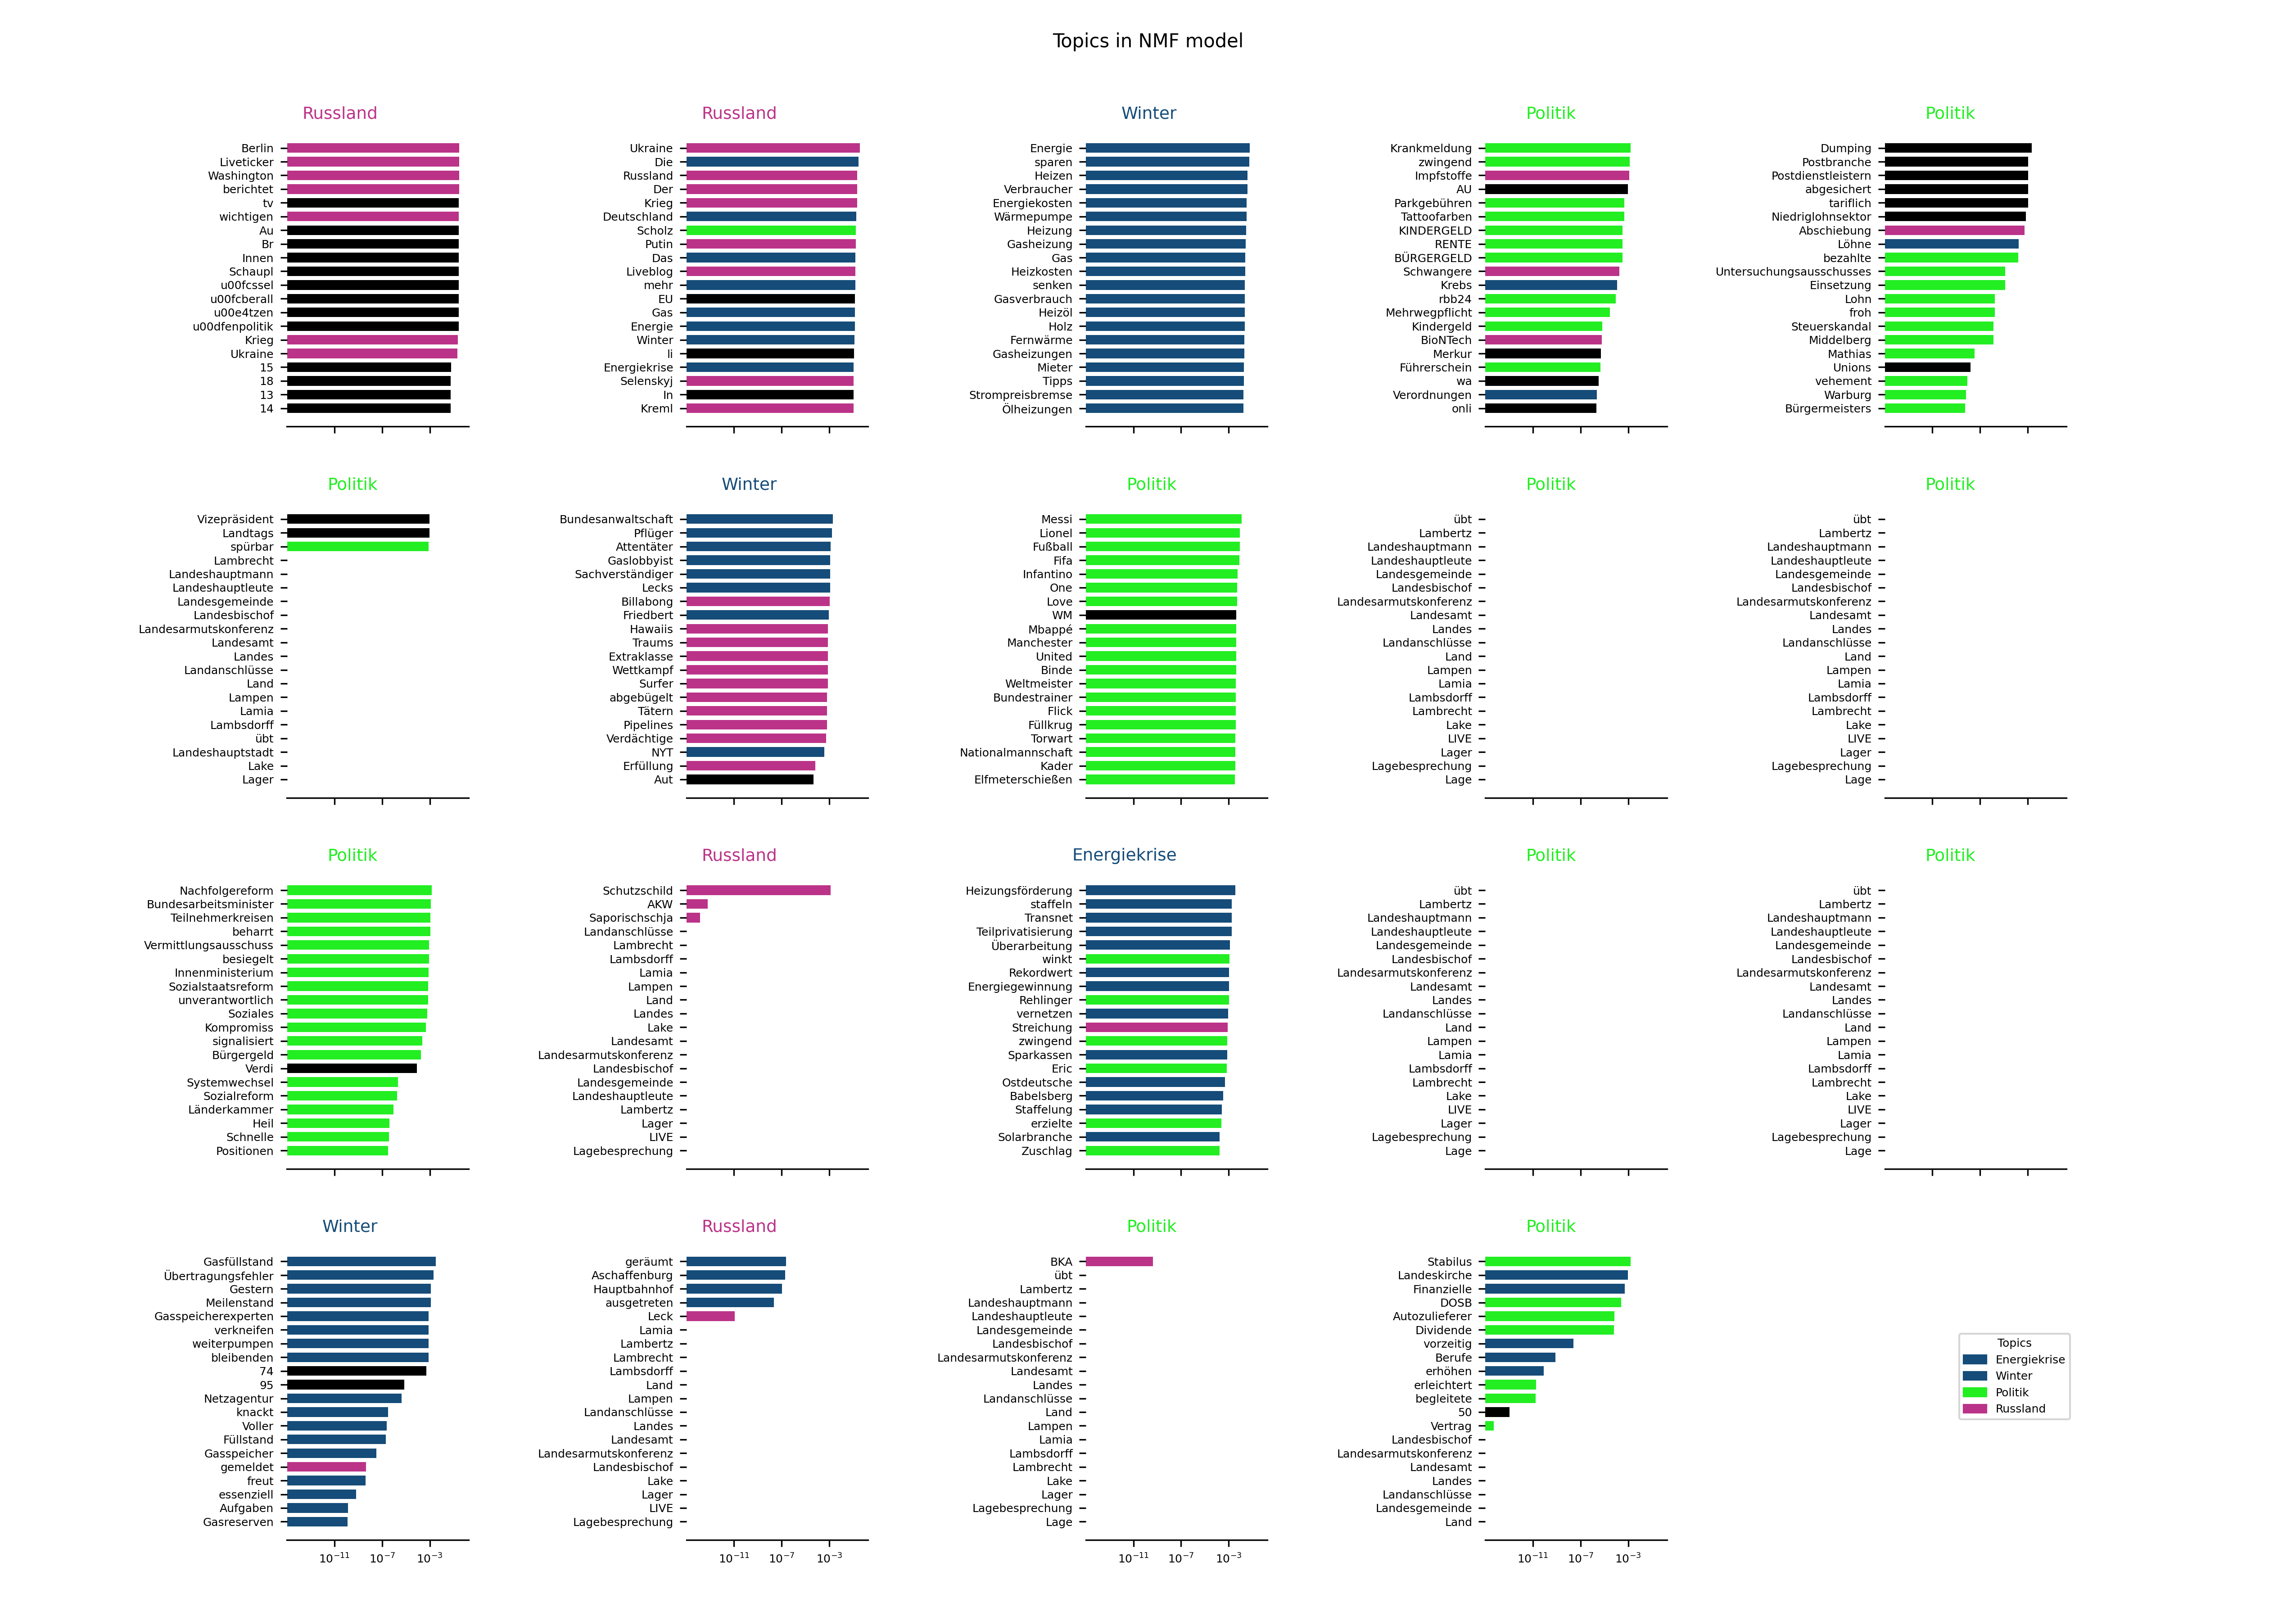 Topics in NMF model
Russland
Berlin
Liveticker
Washington
berichtet
tv
wichtigen
Au
Br
Innen
Schaupl
u00fcssel
u00fcberall
u00e4tzen
u00dfenpolitik
Krieg
Ukraine
15
18
13
14
Russland
Ukraine
Die
Russland
Der
Krieg
Deutschland
Scholz
Putin
Das
Liveblog
mehr
EU
Gas
Energie
Winter
li
Energiekrise
Selenskyj
In
Kreml
Winter
Energie
sparen
Heizen
Verbraucher
Energiekosten
Wärmepumpe
Heizung
Gasheizung
Gas
Heizkosten
senken
Gasverbrauch
Heizöl
Holz
Fernwärme
Gasheizungen
Mieter
Tipps
Strompreisbremse
Ölheizungen
Politik
Krankmeldung
zwingend
Impfstoffe
AU
Parkgebühren
Tattoofarben
KINDERGELD
RENTE
BÜRGERGELD
Schwangere
Krebs
rbb24
Mehrwegpflicht
Kindergeld
BioNTech
Merkur
Führerschein
wa
Verordnungen
onli
Politik
Dumping
Postbranche
Postdienstleistern
abgesichert
tariflich
Niedriglohnsektor
Abschiebung
Löhne
bezahlte
Untersuchungsausschusses
Einsetzung
Lohn
froh
Steuerskandal
Middelberg
Mathias
Unions
vehement
Warburg
Bürgermeisters
Politik
Vizepräsident
Landtags
spürbar
Lambrecht
Landeshauptmann
Landeshauptleute
Landesgemeinde
Landesbischof
Landesarmutskonferenz
Landesamt
Landes
Landanschlüsse
Land
Lampen
Lamia
Lambsdorff
übt
Landeshauptstadt
Lake
Lager
Winter
Bundesanwaltschaft
Pflüger
Attentäter
Gaslobbyist
Sachverständiger
Lecks
Billabong
Friedbert
Hawaiis
Traums
Extraklasse
Wettkampf
Surfer
abgebügelt
Tätern
Pipelines
Verdächtige
NYT
Erfüllung
Aut
Politik
Messi
Lionel
Fußball
Fifa
Infantino
One
Love
WM
Mbappé
Manchester
United
Binde
Weltmeister
Bundestrainer
Flick
Füllkrug
Torwart
Nationalmannschaft
Kader
Elfmeterschießen
Politik
übt
Lambertz
Landeshauptmann
Landeshauptleute
Landesgemeinde
Landesbischof
Landesarmutskonferenz
Landesamt
Landes
Landanschlüsse
Land
Lampen
Lamia
Lambsdorff
Lambrecht
Lake
LIVE
Lager
Lagebesprechung
Lage
Politik
übt
Lambertz
Landeshauptmann
Landeshauptleute
Landesgemeinde
Landesbischof
Landesarmutskonferenz
Landesamt
Landes
Landanschlüsse
Land
Lampen
Lamia
Lambsdorff
Lambrecht
Lake
LIVE
Lager
Lagebesprechung
Lage
Politik
Nachfolgereform
Bundesarbeitsminister
Teilnehmerkreisen
beharrt
Vermittlungsausschuss
besiegelt
Innenministerium
Sozialstaatsreform
unverantwortlich
Soziales
Kompromiss
signalisiert
Bürgergeld
Verdi
Systemwechsel
Sozialreform
Länderkammer
Heil
Schnelle
Positionen
Russland
Schutzschild
AKW
Saporischschja
Landanschlüsse
Lambrecht
Lambsdorff
Lamia
Lampen
Land
Landes
Lake
Landesamt
Landesarmutskonferenz
Landesbischof
Landesgemeinde
Landeshauptleute
Lambertz
Lager
LIVE
Lagebesprechung
Energiekrise
Heizungsförderung
staffeln
Transnet
Teilprivatisierung
Überarbeitung
winkt
Rekordwert
Energiegewinnung
Rehlinger
vernetzen
Streichung
zwingend
Sparkassen
Eric
Ostdeutsche
Babelsberg
Staffelung
erzielte
Solarbranche
Zuschlag
Politik
übt
Lambertz
Landeshauptmann
Landeshauptleute
Landesgemeinde
Landesbischof
Landesarmutskonferenz
Landesamt
Landes
Landanschlüsse
Land
Lampen
Lamia
Lambsdorff
Lambrecht
Lake
LIVE
Lager
Lagebesprechung
Lage
Politik
übt
Lambertz
Landeshauptmann
Landeshauptleute
Landesgemeinde
Landesbischof
Landesarmutskonferenz
Landesamt
Landes
Landanschlüsse
Land
Lampen
Lamia
Lambsdorff
Lambrecht
Lake
LIVE
Lager
Lagebesprechung
Lage
Winter
Gasfüllstand
Übertragungsfehler
Gestern
Meilenstand
Gasspeicherexperten
verkneifen
weiterpumpen
bleibenden
74
95
Netzagentur
knackt
Voller
Füllstand
Gasspeicher
gemeldet
freut
essenziell
Aufgaben
Gasreserven
10⁻¹¹ 10⁻⁷ 10⁻³
Russland
geräumt
Aschaffenburg
Hauptbahnhof
ausgetreten
Leck
Lamia
Lambertz
Lambrecht
Lambsdorff
Land
Lampen
Landanschlüsse
Landes
Landesamt
Landesarmutskonferenz
Landesbischof
Lake
Lager
LIVE
Lagebesprechung
10⁻¹¹ 10⁻⁷ 10⁻³
Politik
BKA
übt
Lambertz
Landeshauptmann
Landeshauptleute
Landesgemeinde
Landesbischof
Landesarmutskonferenz
Landesamt
Landes
Landanschlüsse
Land
Lampen
Lamia
Lambsdorff
Lambrecht
Lake
Lager
Lagebesprechung
Lage
10⁻¹¹ 10⁻⁷ 10⁻³
Politik
Stabilus
Landeskirche
Finanzielle
DOSB
Autozulieferer
Dividende
vorzeitig
Berufe
erhöhen
erleichtert
begleitete
50
Vertrag
Landesbischof
Landesarmutskonferenz
Landesamt
Landes
Landanschlüsse
Landesgemeinde
Land
10⁻¹¹ 10⁻⁷ 10⁻³
Topics
Energiekrise
Winter
Politik
Russland